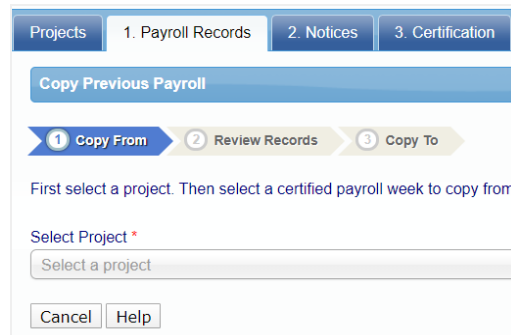 Projects
1. Payroll Records
2. Notices
3. Certification
Copy Previous Payroll
1 Copy From
2 Review Records
3 Copy To
First select a project. Then select a certified payroll week to copy from
Select Project *
Select a project
Cancel
Help